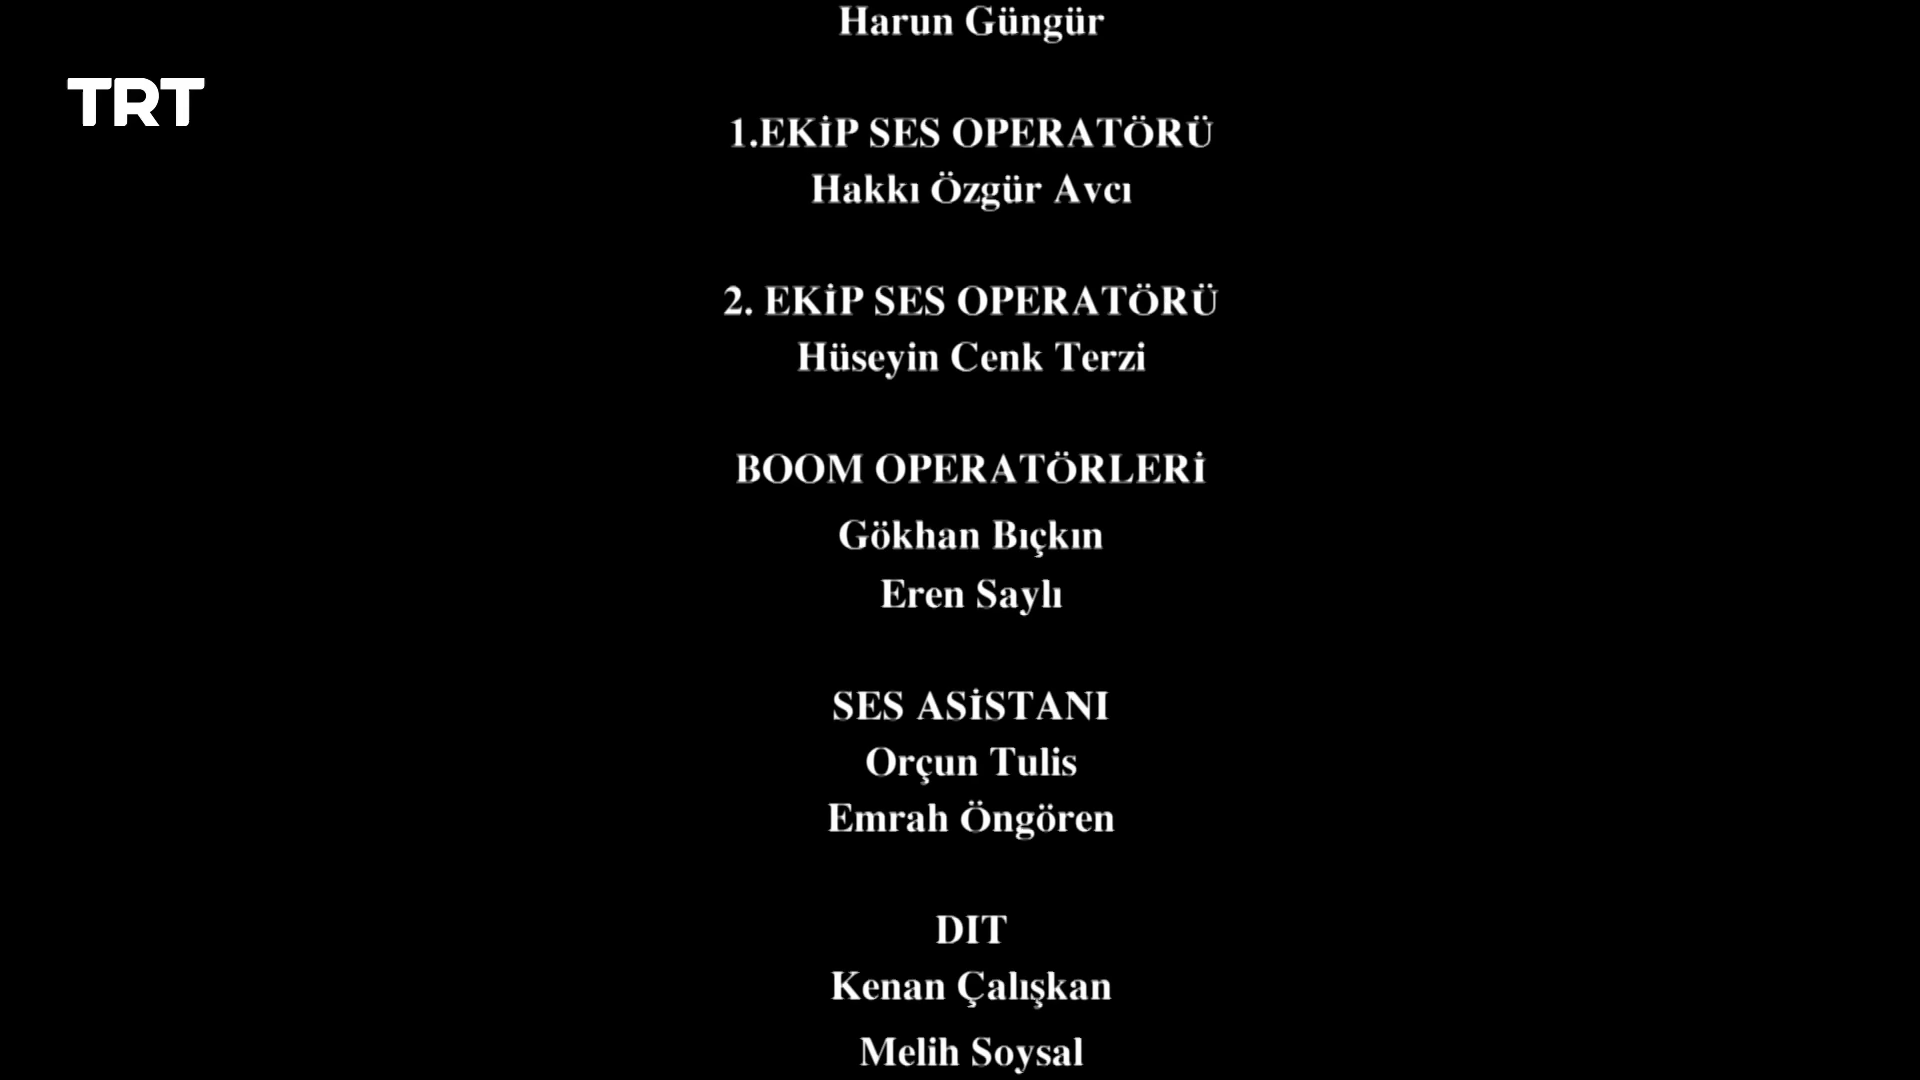 Harun Güngür
TRT
1.EKİP SES OPERATÖRÜ
Hakkı Özgür Avcı
2. EKİP SES OPERATÖRÜ
Hüseyin Cenk Terzi
BOOM OPERATÖRLERİ
Gökhan Bıçkın
Eren Saylı
SES ASİSTANI
Orçun Tulis
Emrah Öngören
DIT
Kenan Çalışkan
Melih Soysal